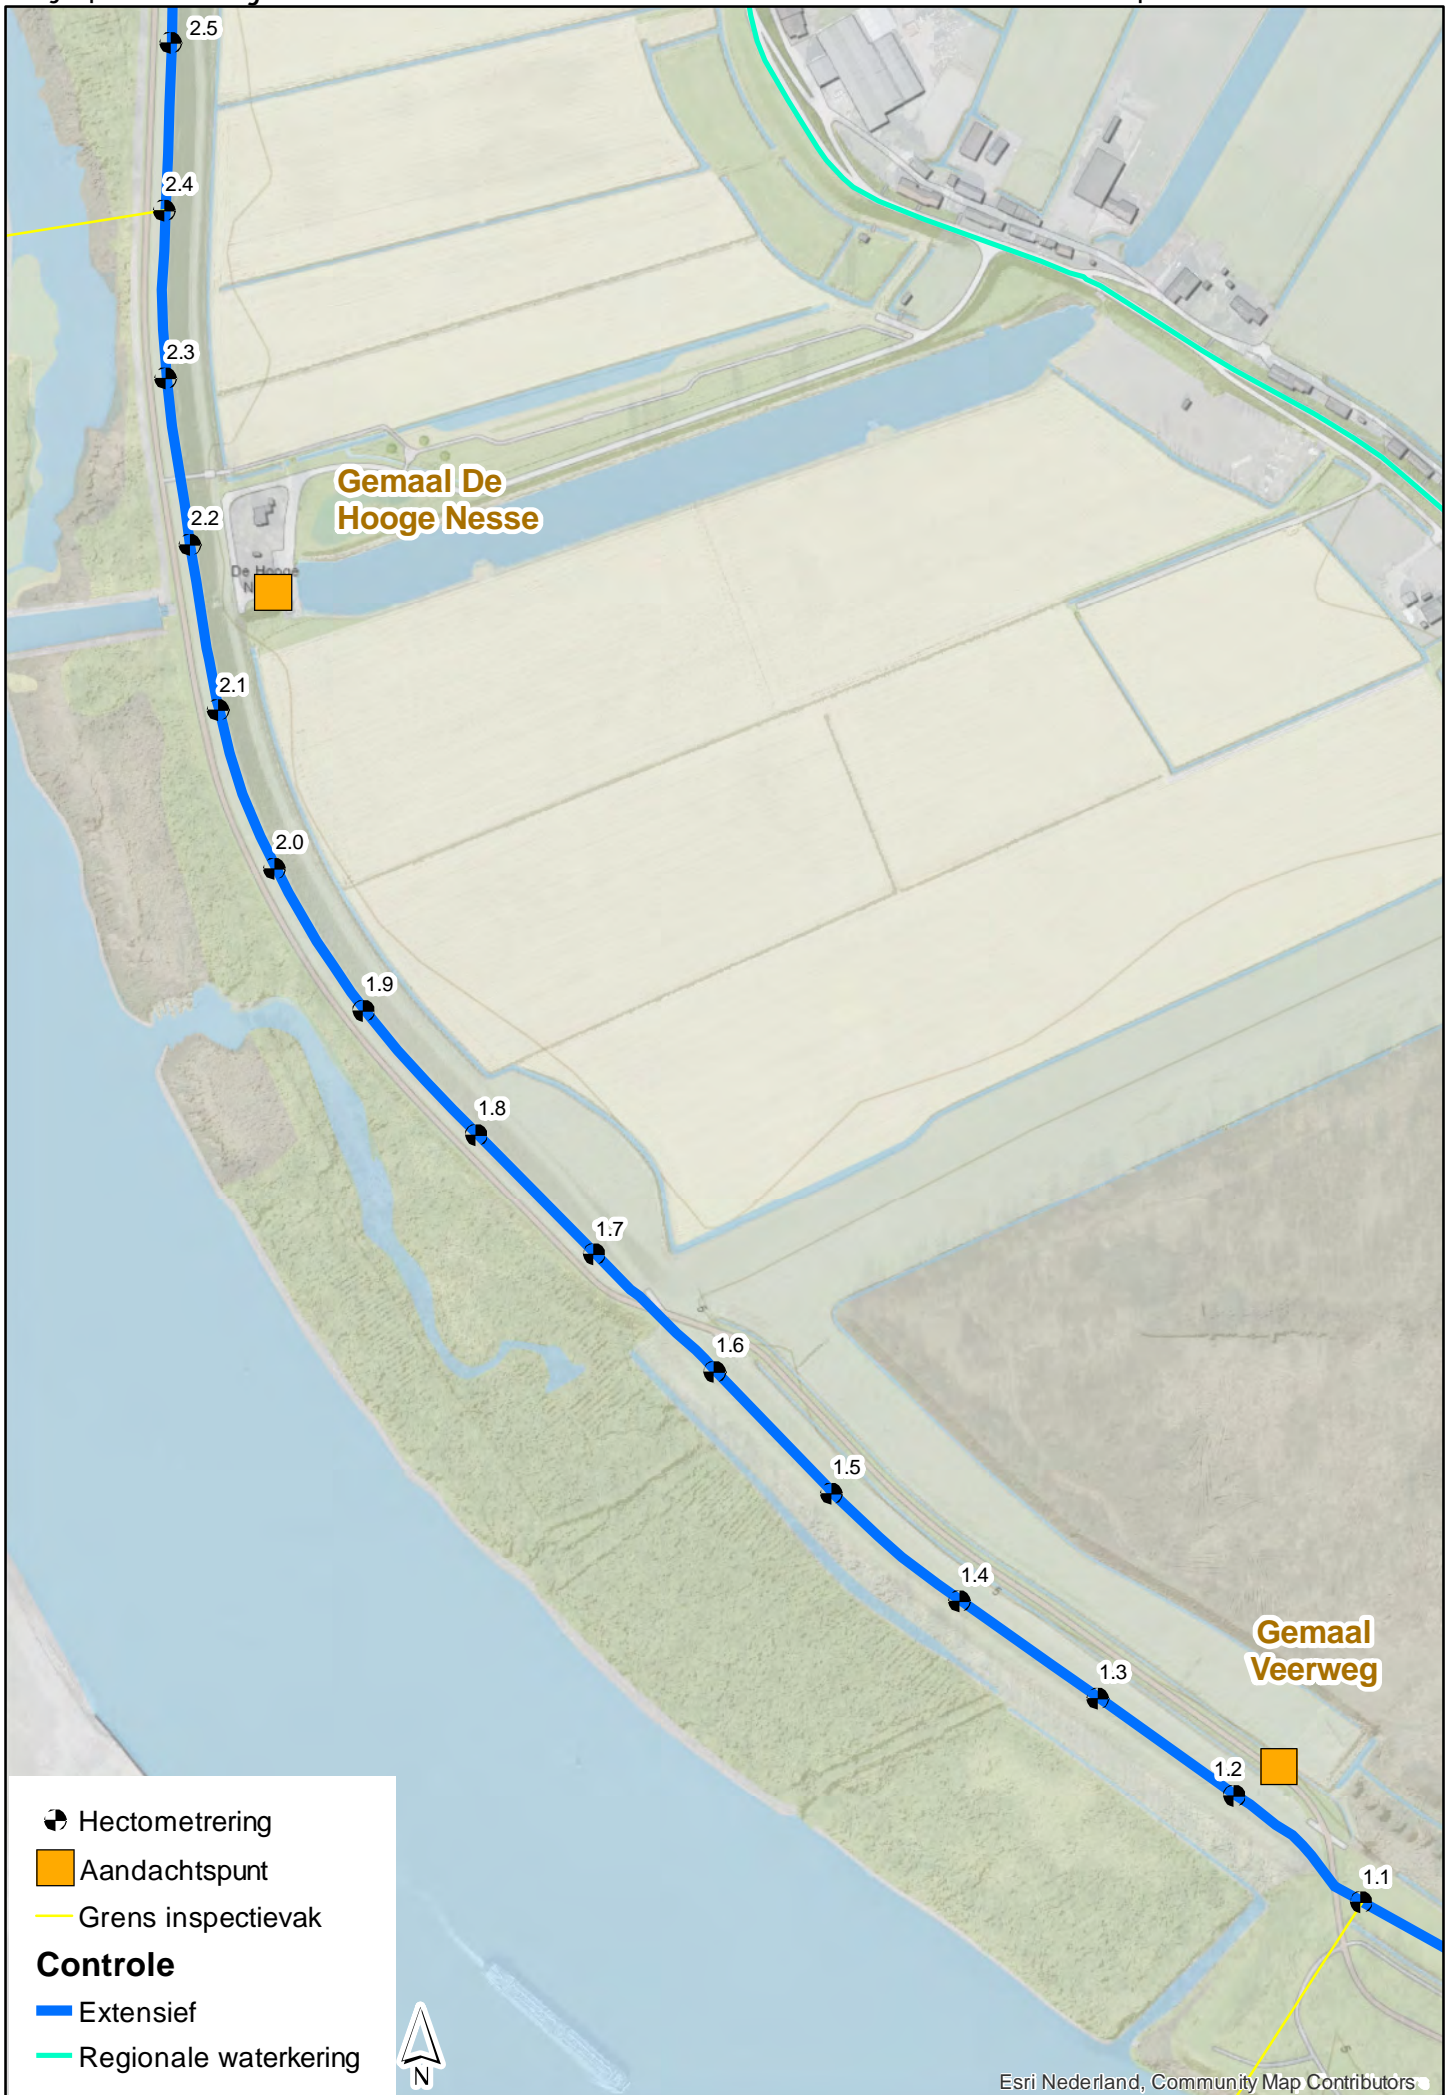 2.5
2.4
2.3
Gemaal De
Hooge Nesse
2.2
De Hooge
2.1
2.0
1.9
1.8
1.7
1.6
1.5
1.4
Gemaal
Veerweg
1.3
1.2
1.1
Hectometrering
Aandachtspunt
Grens inspectievak
Controle
Extensief
Regionale waterkering
N
Esri Nederland, Community Map Contributors